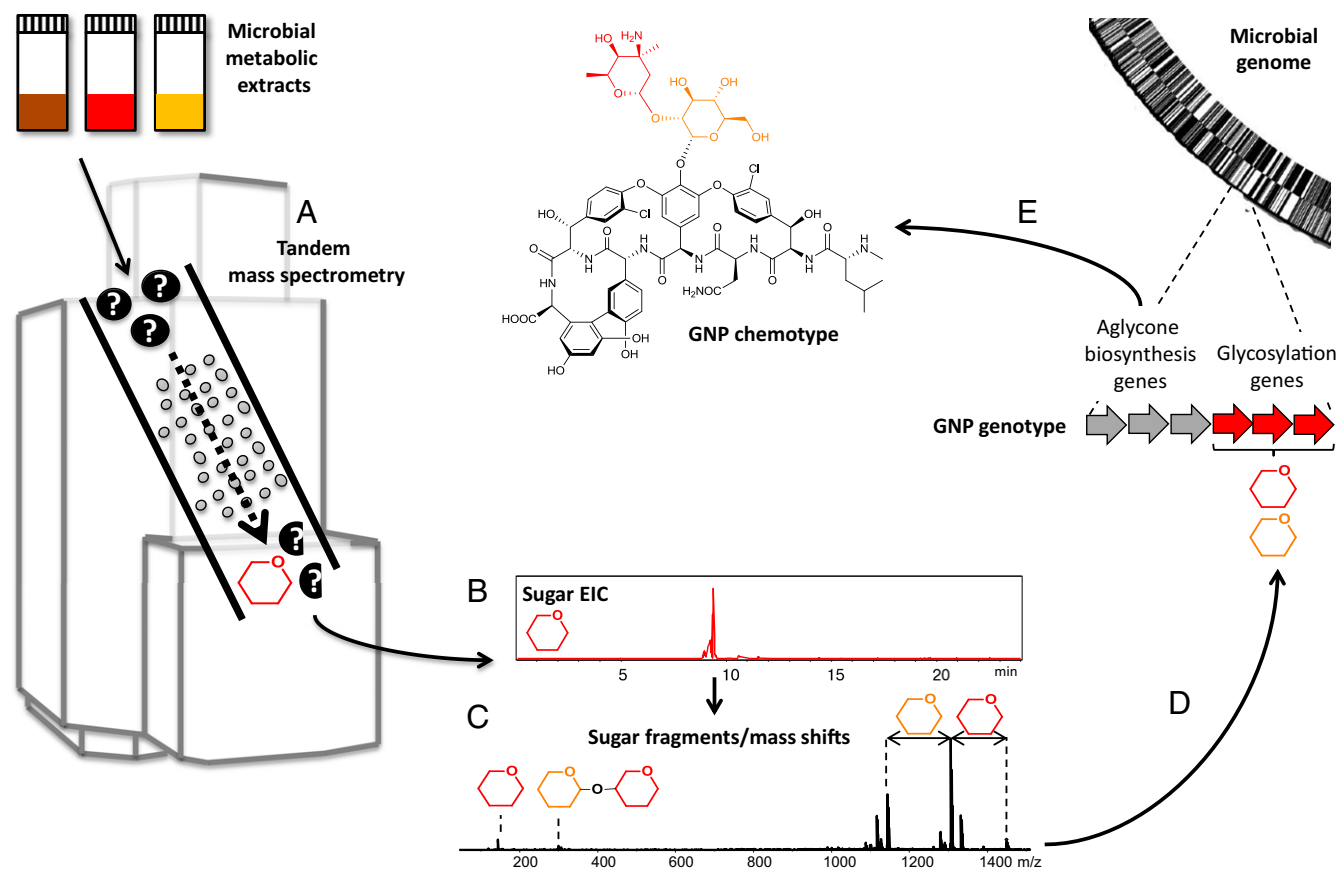 Microbial
metabolic
extracts
A
Tandem
mass spectrometry
?
?
?
?
?
O
HO
H₂N
O
HO
OH
O
O
OH
O
O
O
Cl
HO
Cl
OH
O
O
H
N
O
H
N
O
H
N
N
H
O
N
H
O
N
H
HN
H₂NOC
HOOC
OH
OH
HO
GNP chemotype
Microbial
genome
E
Aglycone
biosynthesis
genes
Glycosylation
genes
GNP genotype
O
O
B
Sugar EIC
O
5
10
15
20
min
C
Sugar fragments/mass shifts
O
O
O
O
O
O
200
400
600
800
1000
1200
1400 m/z
D